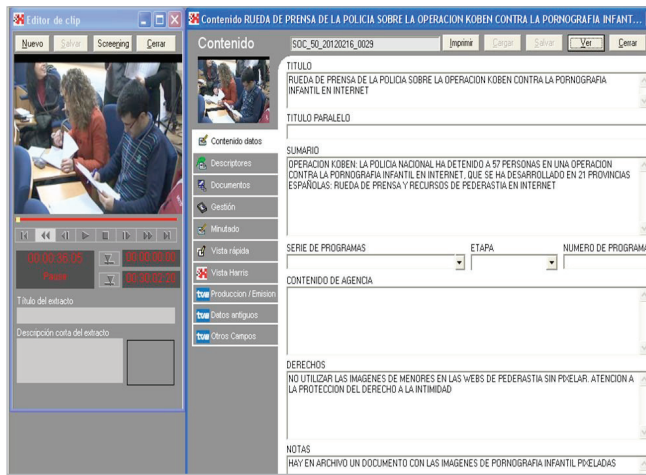 Editor de clip
Nuevo Salvar Screening Cerrar
Título del extracto
Descripción corta del extracto
Contenido RUEDA DE PRENSA DE LA POLICIA SOBRE LA OPERACION KOBEN CONTRA LA PORNOGRAFIA INFANT...
Contenido SOC_50_20120216_0029 Imprimir Cargar Salvar Ver Cerrar
Contenido datos
Descriptores
Documentos
Gestión
Minutado
Vista rápida
Vista Harris
Produccion / Emision
Datos antiguos
Otros Campos
TITULO
RUEDA DE PRENSA DE LA POLICIA SOBRE LA OPERACION KOBEN CONTRA LA PORNOGRAFIA
INFANTIL EN INTERNET
TITULO PARALELO
SUMARIO
OPERACION KOBEN: LA POLICIA NACIONAL HA DETENIDO A 57 PERSONAS EN UNA OPERACION
CONTRA LA PORNOGRAFIA INFANTIL EN INTERNET, QUE SE HA DESARROLLADO EN 21 PROVINCIAS
ESPAÑOLAS: RUEDA DE PRENSA Y RECURSOS DE PEDERASTIA EN INTERNET
SERIE DE PROGRAMAS ETAPA NUMERO DE PROGRAMA
CONTENIDO DE AGENCIA
DERECHOS
NO UTILIZAR LAS IMAGENES DE MENORES EN LAS WEBS DE PEDERASTIA SIN PIXELAR. ATENCION A
LA PROTECCION DEL DERECHO A LA INTIMIDAD
NOTAS
HAY EN ARCHIVO UN DOCUMENTO CON LAS IMAGENES DE PORNOGRAFIA INFANTIL PIXELADAS